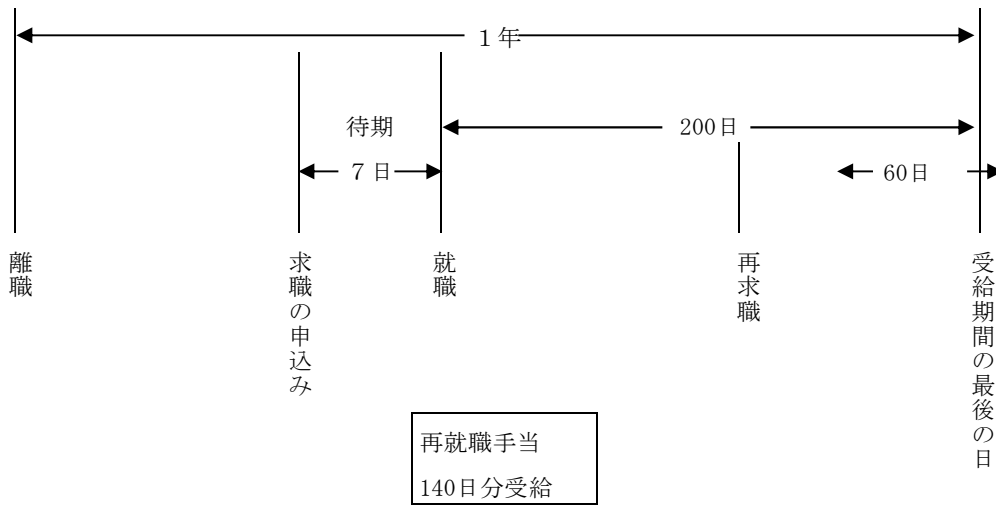 １年
待期
200日
７日
60日
離職
求職の申込み
就職
再求職
受給期間の最後の日
再就職手当
140日分受給